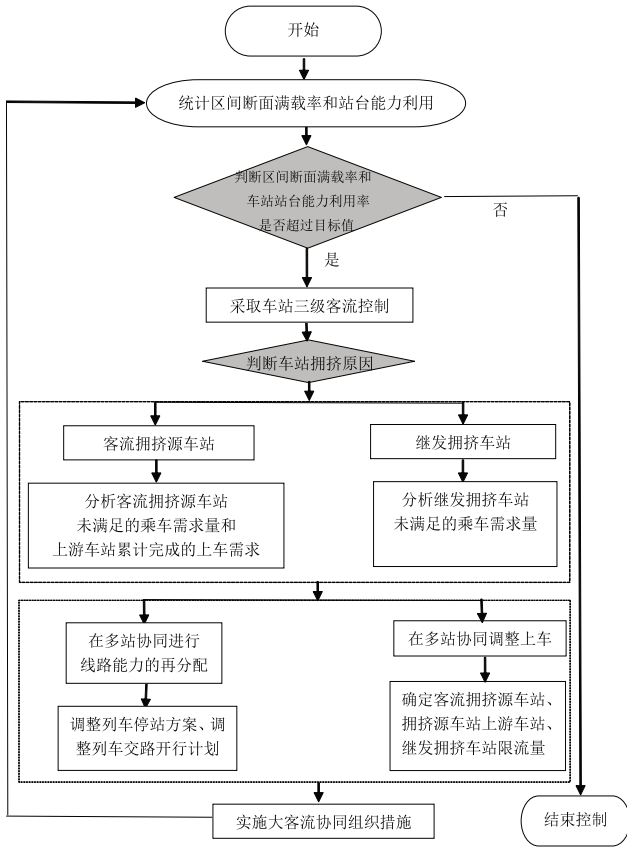 开始
统计区间断面满载率和站台能力利用
判断区间断面满载率和
车站站台能力利用率
是否超过目标值
否
是
采取车站三级客流控制
判断车站拥挤原因
客流拥挤源车站
继发拥挤车站
分析客流拥挤源车站
未满足的乘车需求量和
上游车站累计完成的上车需求
分析继发拥挤车站
未满足的乘车需求量
在多站协同进行
线路能力的再分配
在多站协同调整上车
调整列车停站方案、调
整列车交路开行计划
确定客流拥挤源车站、
拥挤源车站上游车站、
继发拥挤车站限流量
实施大客流协同组织措施
结束控制